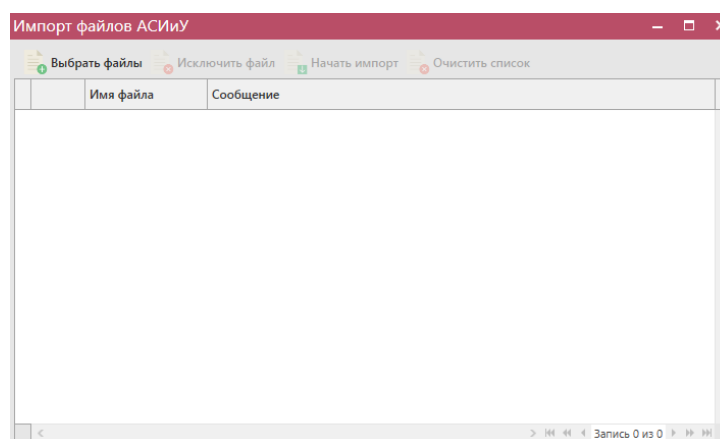 Импорт файлов АСИиУ
Выбрать файлы Исключить файл Начать импорт Очистить список
Имя файла Сообщение
Запись 0 из 0